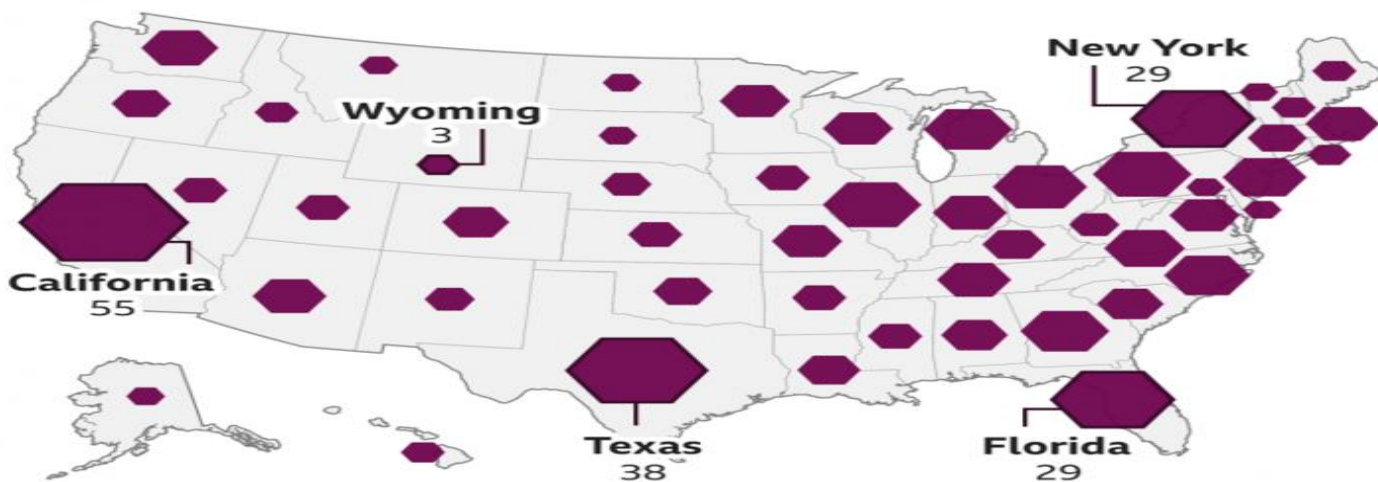 New York
29
Wyoming
3
California
55
Texas
38
Florida
29